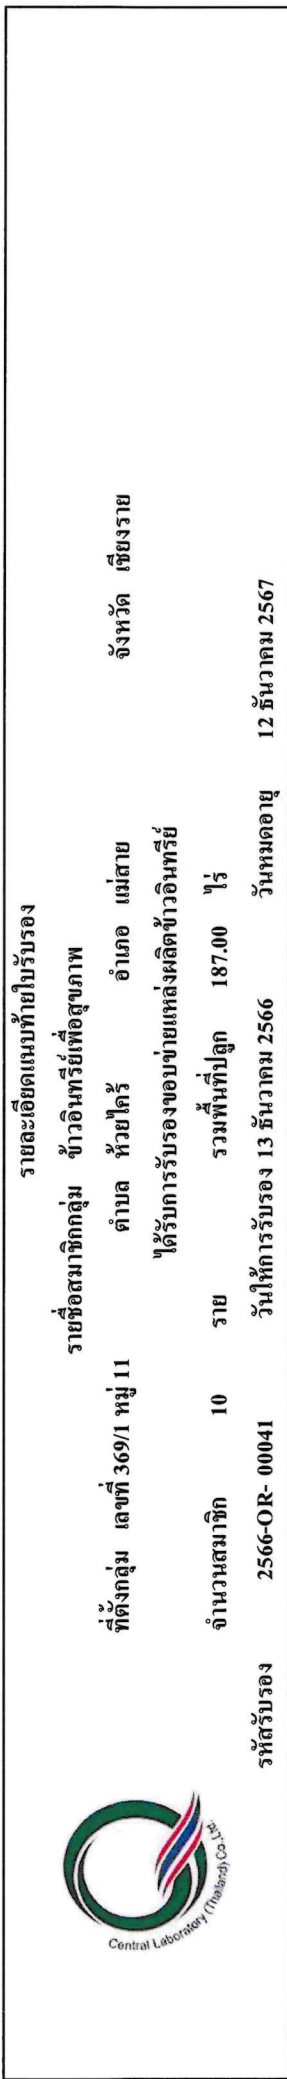 รายละเอียดแนบท้ายใบรับรอง
รายชื่อสมาชิกกลุ่ม ข้าวอินทรีย์เพื่อสุขภาพ
ที่ตั้งกลุ่ม เลขที่ 369/1 หมู่ 11 ตำบล ห้วยไคร้ อำเภอ แม่สาย จังหวัด เชียงราย
ได้รับการรับรองขอบข่ายแหล่งผลิตข้าวอินทรีย์
จำนวนสมาชิก 10 ราย รวมพื้นที่ปลูก 187.00 ไร่
รหัสรับรอง 2566-OR- 00041 วันให้การรับรอง 13 ธันวาคม 2566 วันหมดอายุ 12 ธันวาคม 2567
Central Laboratory (Thailand) Co.,Ltd.